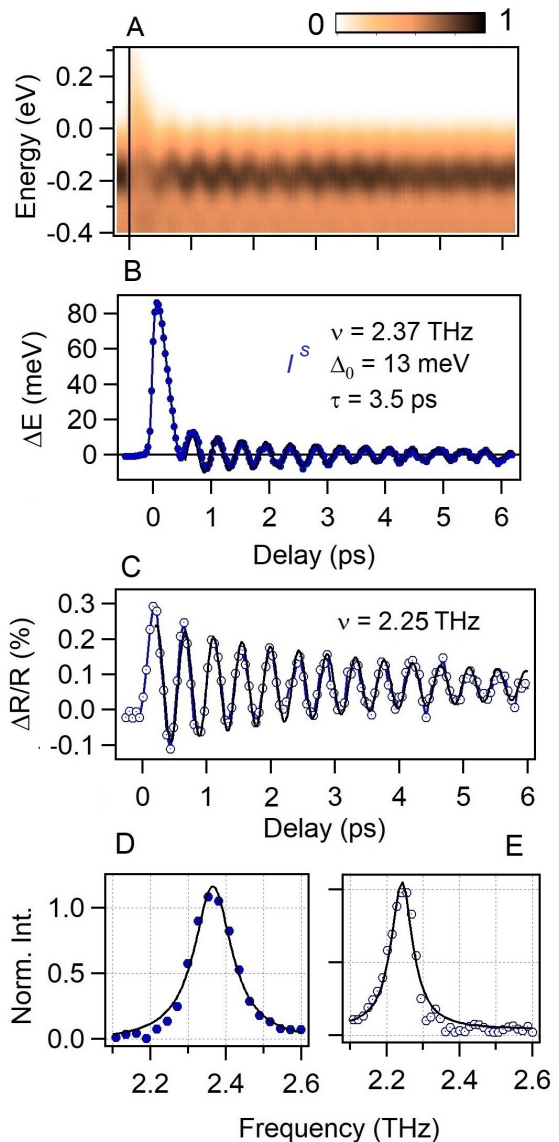 A
0
1
0.2
0.0
-0.2
-0.4
Energy (eV)
B
80
60
40
20
0
ΔE (meV)
I S
ν = 2.37 THz
Δ0 = 13 meV
τ = 3.5 ps
0 1 2 3 4 5 6
Delay (ps)
C
0.3
0.2
0.1
0.0
-0.1
ΔR/R (%)
ν = 2.25 THz
0 1 2 3 4 5 6
Delay (ps)
D
E
1.0
0.5
0.0
Norm. Int.
2.2 2.4 2.6
2.2 2.4 2.6
Frequency (THz)